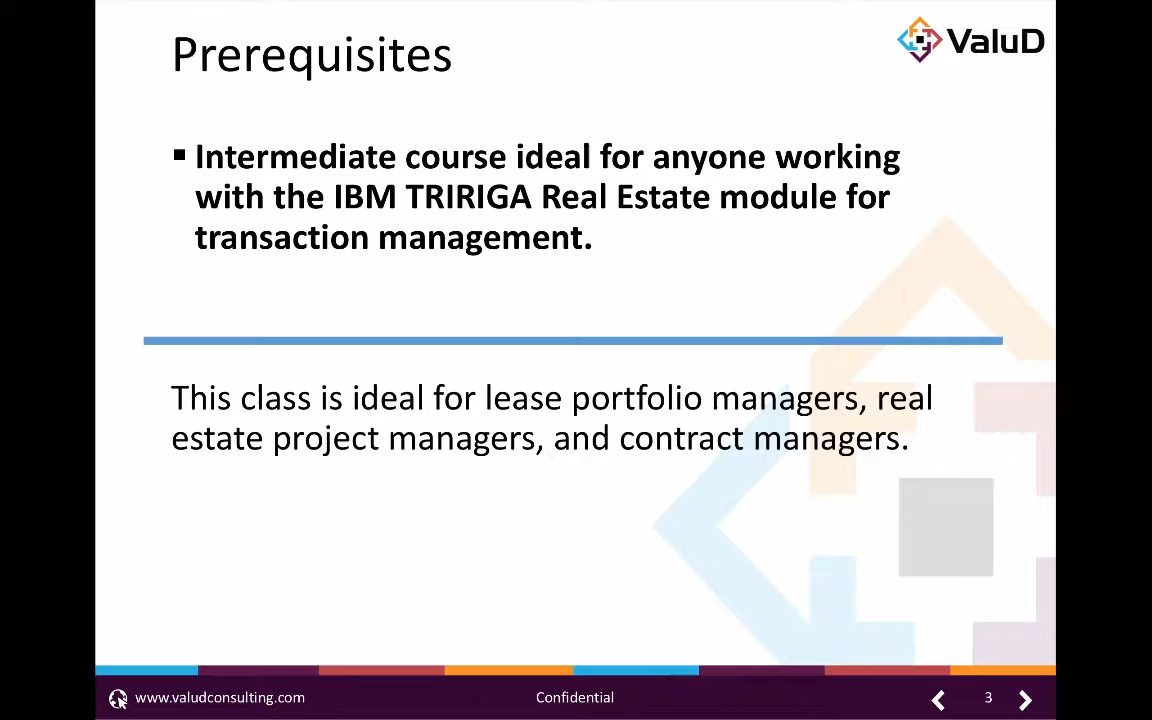 Prerequisites
ValuD
▪ Intermediate course ideal for anyone working
with the IBM TRIRIGA Real Estate module for
transaction management.
This class is ideal for lease portfolio managers, real
estate project managers, and contract managers.
www.valudconsulting.com
Confidential
3